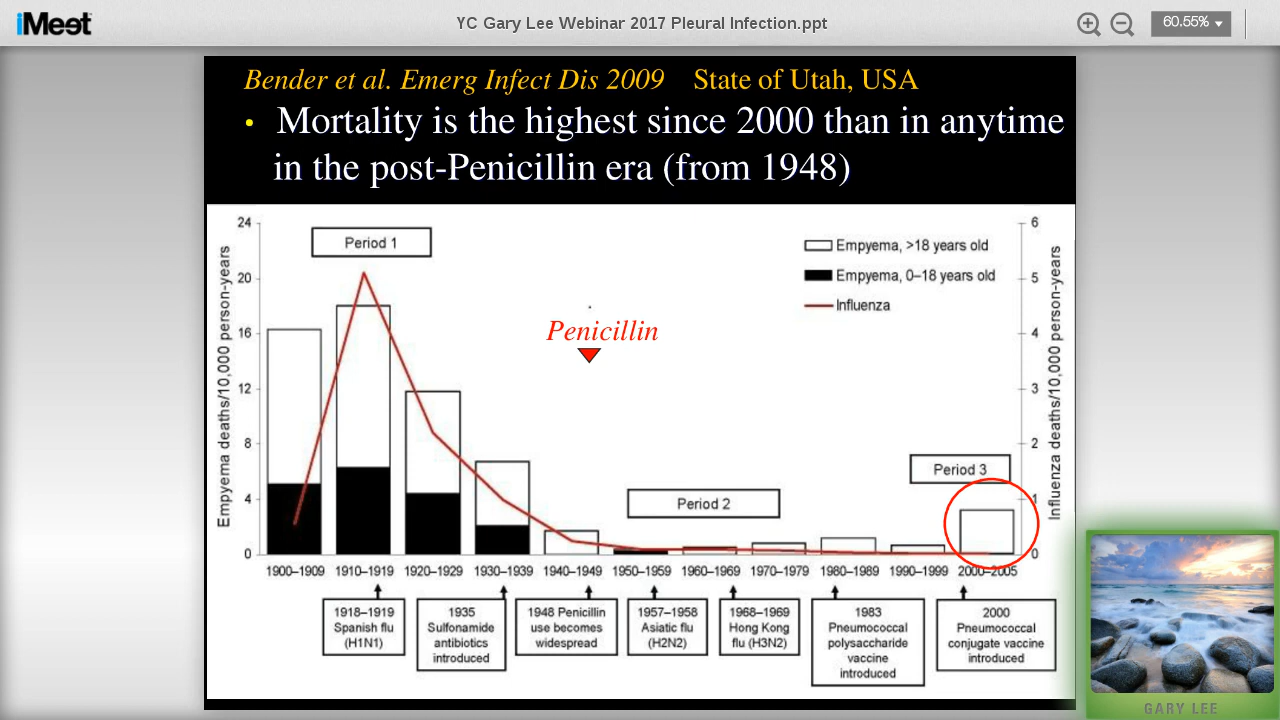 iMeet
YC Gary Lee Webinar 2017 Pleural Infection.ppt
60.55%
Bender et al. Emerg Infect Dis 2009 State of Utah, USA
• Mortality is the highest since 2000 than in anytime
in the post-Penicillin era (from 1948)
Empyema deaths/10,000 person-years
24
20
16
12
8
4
0
Period 1
Penicillin
Period 2
Period 3
Empyema, >18 years old
Empyema, 0–18 years old
Influenza
6
5
4
3
2
1
0
Influenza deaths/10,000 person-years
1900–1909 1910–1919 1920–1929 1930–1939 1940–1949 1950–1959 1960–1969 1970–1979 1980–1989 1990–1999 2000–2005
1918–1919
Spanish flu
(H1N1)
1935
Sulfonamide
antibiotics
introduced
1948 Penicillin
use becomes
widespread
1957–1958
Asiatic flu
(H2N2)
1968–1969
Hong Kong
flu (H3N2)
1983
Pneumococcal
polysaccharide
vaccine
introduced
2000
Pneumococcal
conjugate vaccine
introduced
GARY LEE